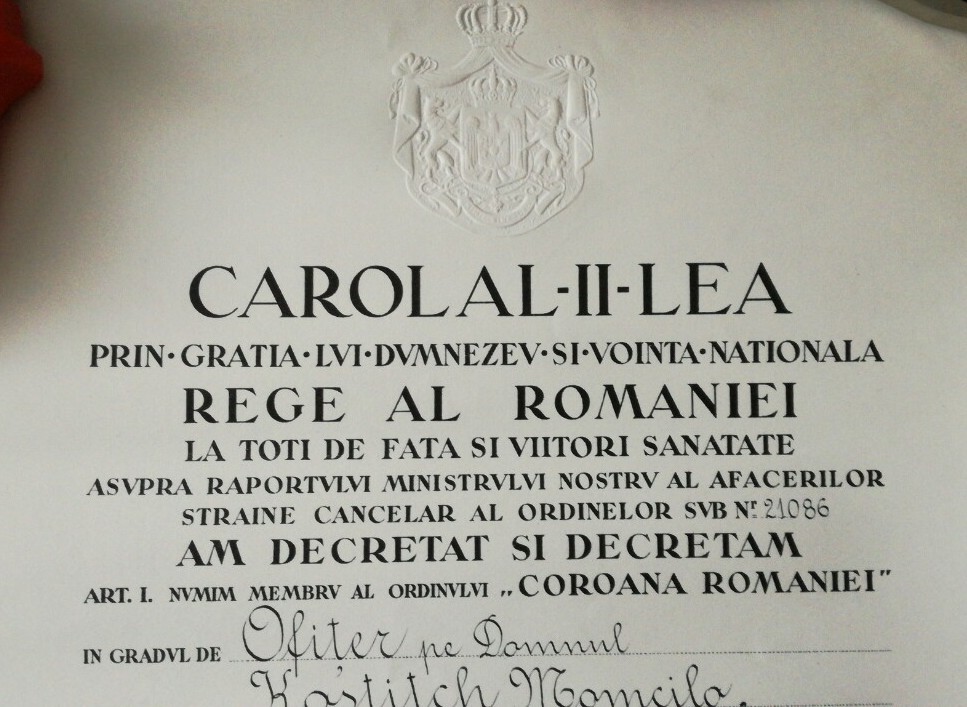 CAROL AL-II-LEA
PRIN·GRATIA·LVI·DVMNEZEV·SI·VOINTA·NATIONALA
REGE AL ROMANIEI
LA TOTI DE FATA SI VIITORI SANATATE
ASVPRA RAPORTVLVI MINISTRVLVI NOSTRV AL AFACERILOR
STRAINE CANCELAR AL ORDINELOR SVB Nr. 21086
AM DECRETAT SI DECRETAM
ART. I. NVMIM MEMBRV AL ORDINVLVI „COROANA ROMANIEI”
IN GRADVL DE Ofiter pe Domnul
Kostitch Momcilo.